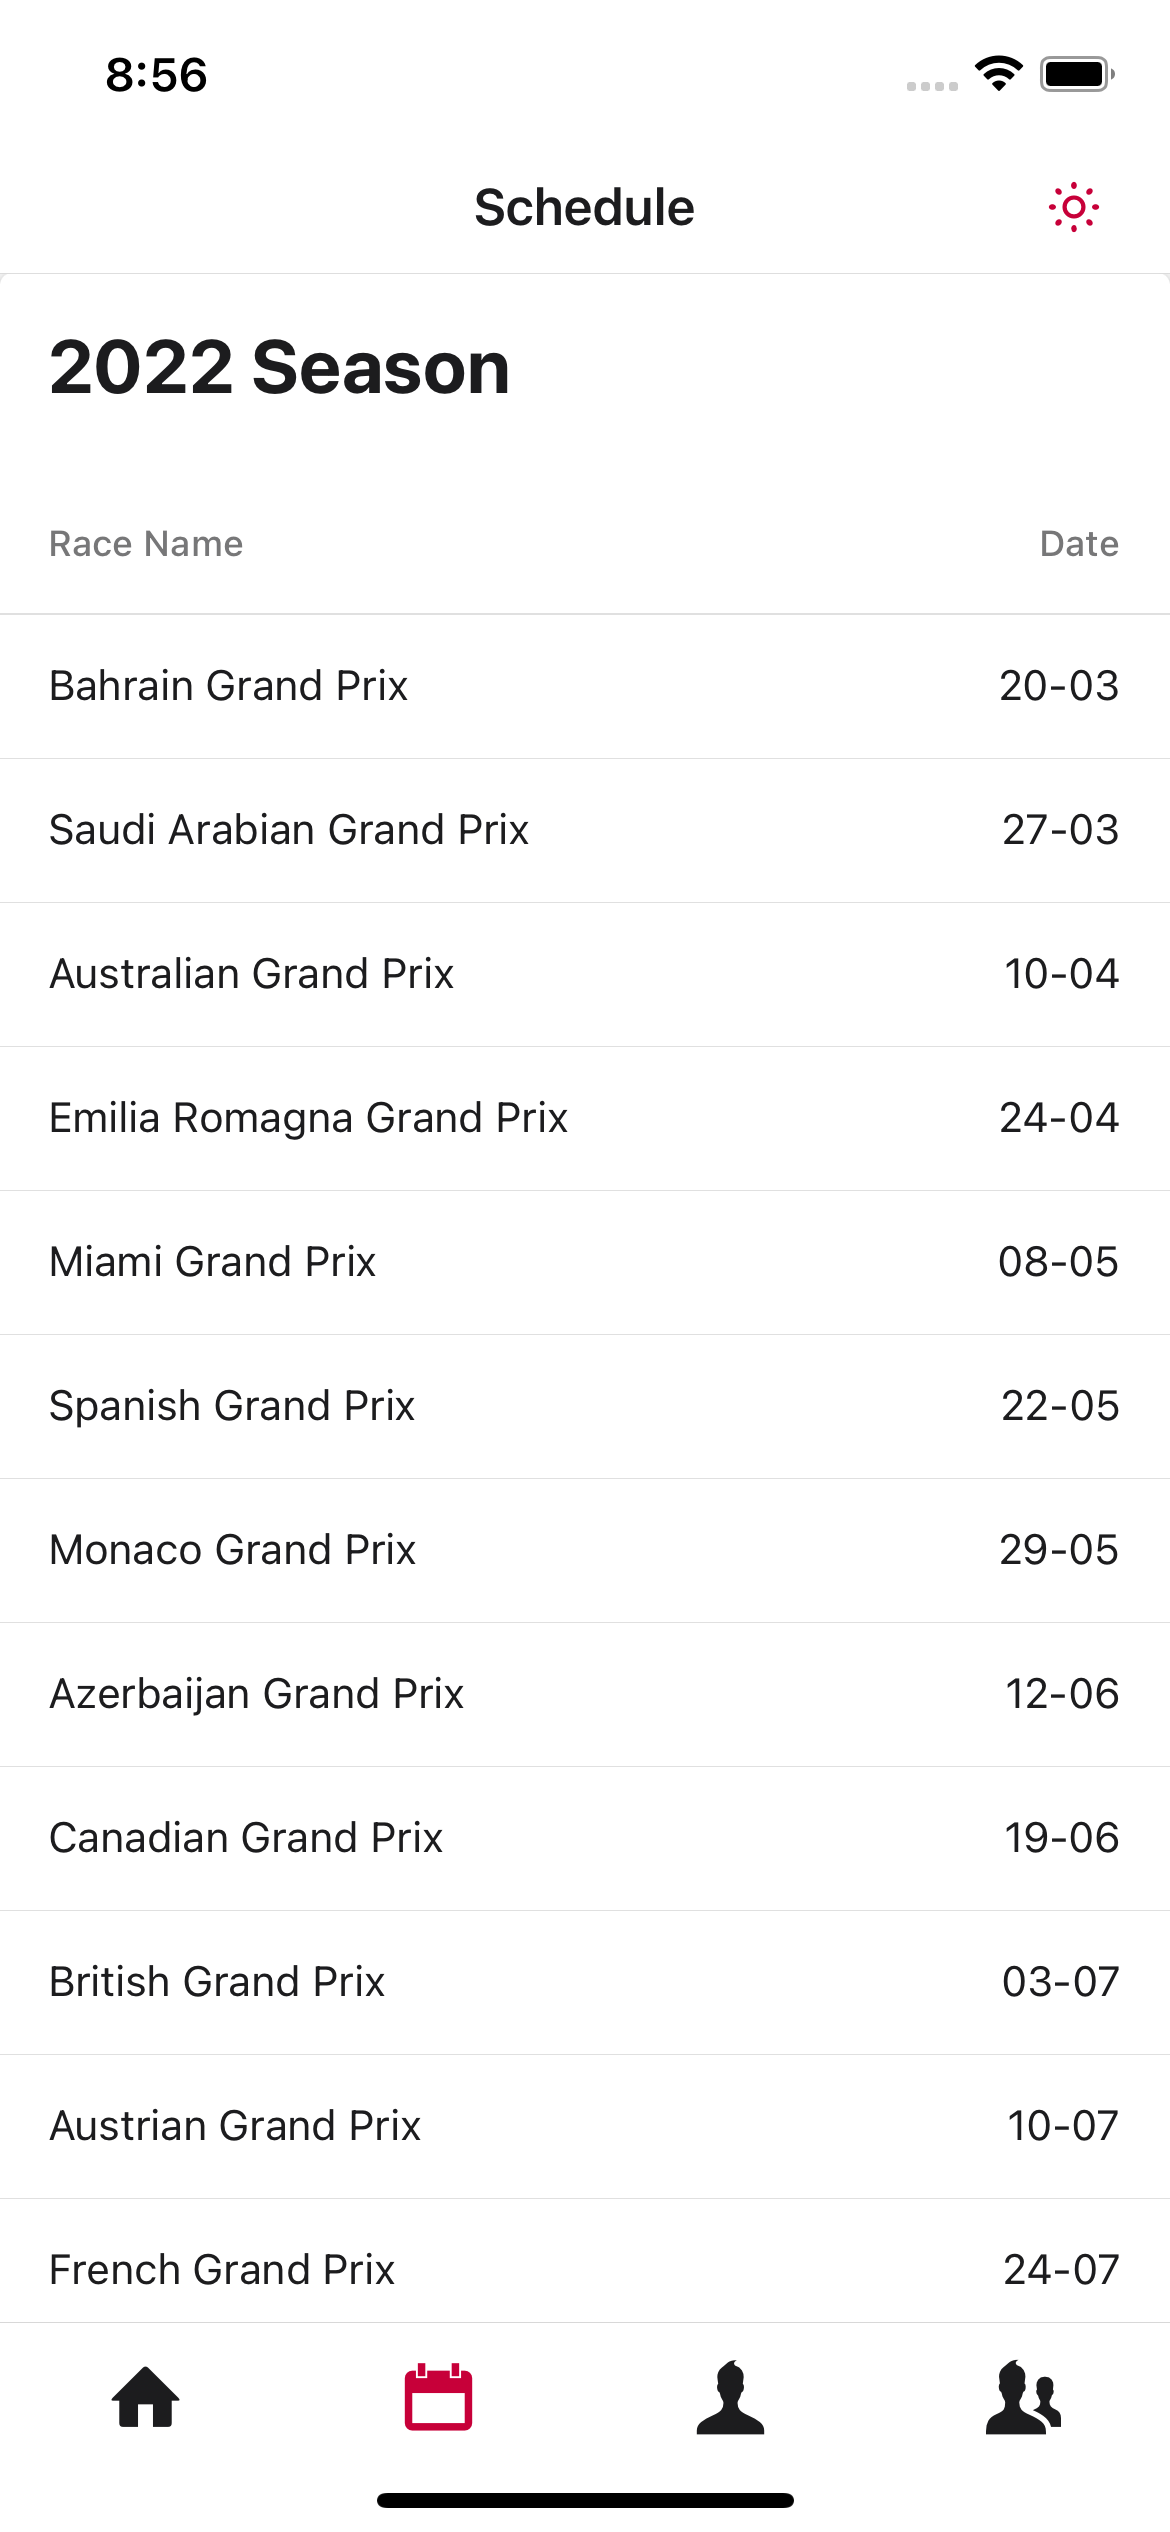 8:56
Schedule
2022 Season
Race Name Date
Bahrain Grand Prix 20-03
Saudi Arabian Grand Prix 27-03
Australian Grand Prix 10-04
Emilia Romagna Grand Prix 24-04
Miami Grand Prix 08-05
Spanish Grand Prix 22-05
Monaco Grand Prix 29-05
Azerbaijan Grand Prix 12-06
Canadian Grand Prix 19-06
British Grand Prix 03-07
Austrian Grand Prix 10-07
French Grand Prix 24-07